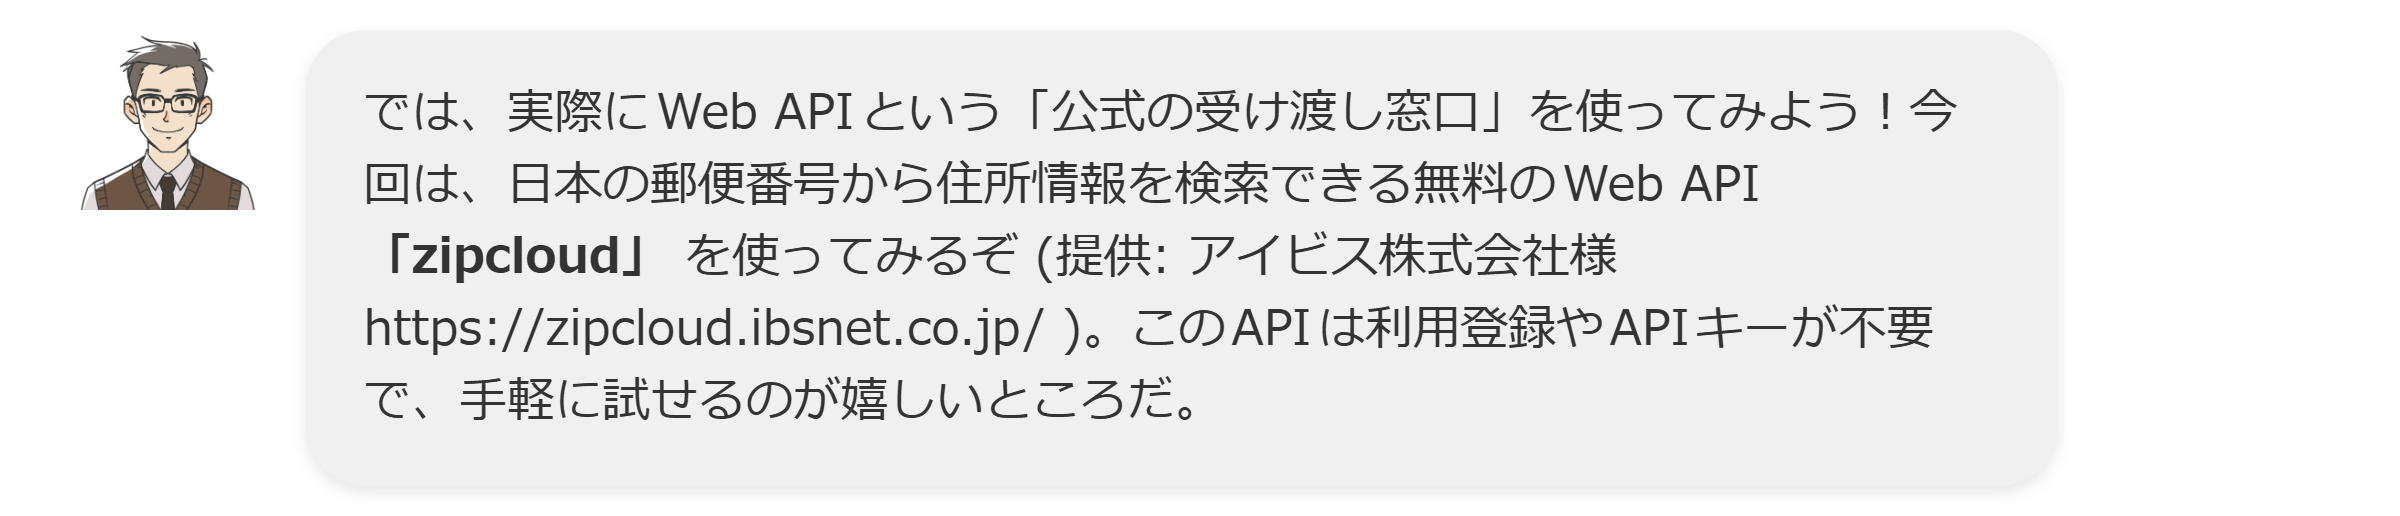 では、実際にWeb APIという「公式の受け渡し窓口」を使ってみよう！今
回は、日本の郵便番号から住所情報を検索できる無料のWeb API
「zipcloud」 を使ってみるぞ (提供: アイビス株式会社様
https://zipcloud.ibsnet.co.jp/ )。このAPIは利用登録やAPIキーが不要
で、手軽に試せるのが嬉しいところだ。